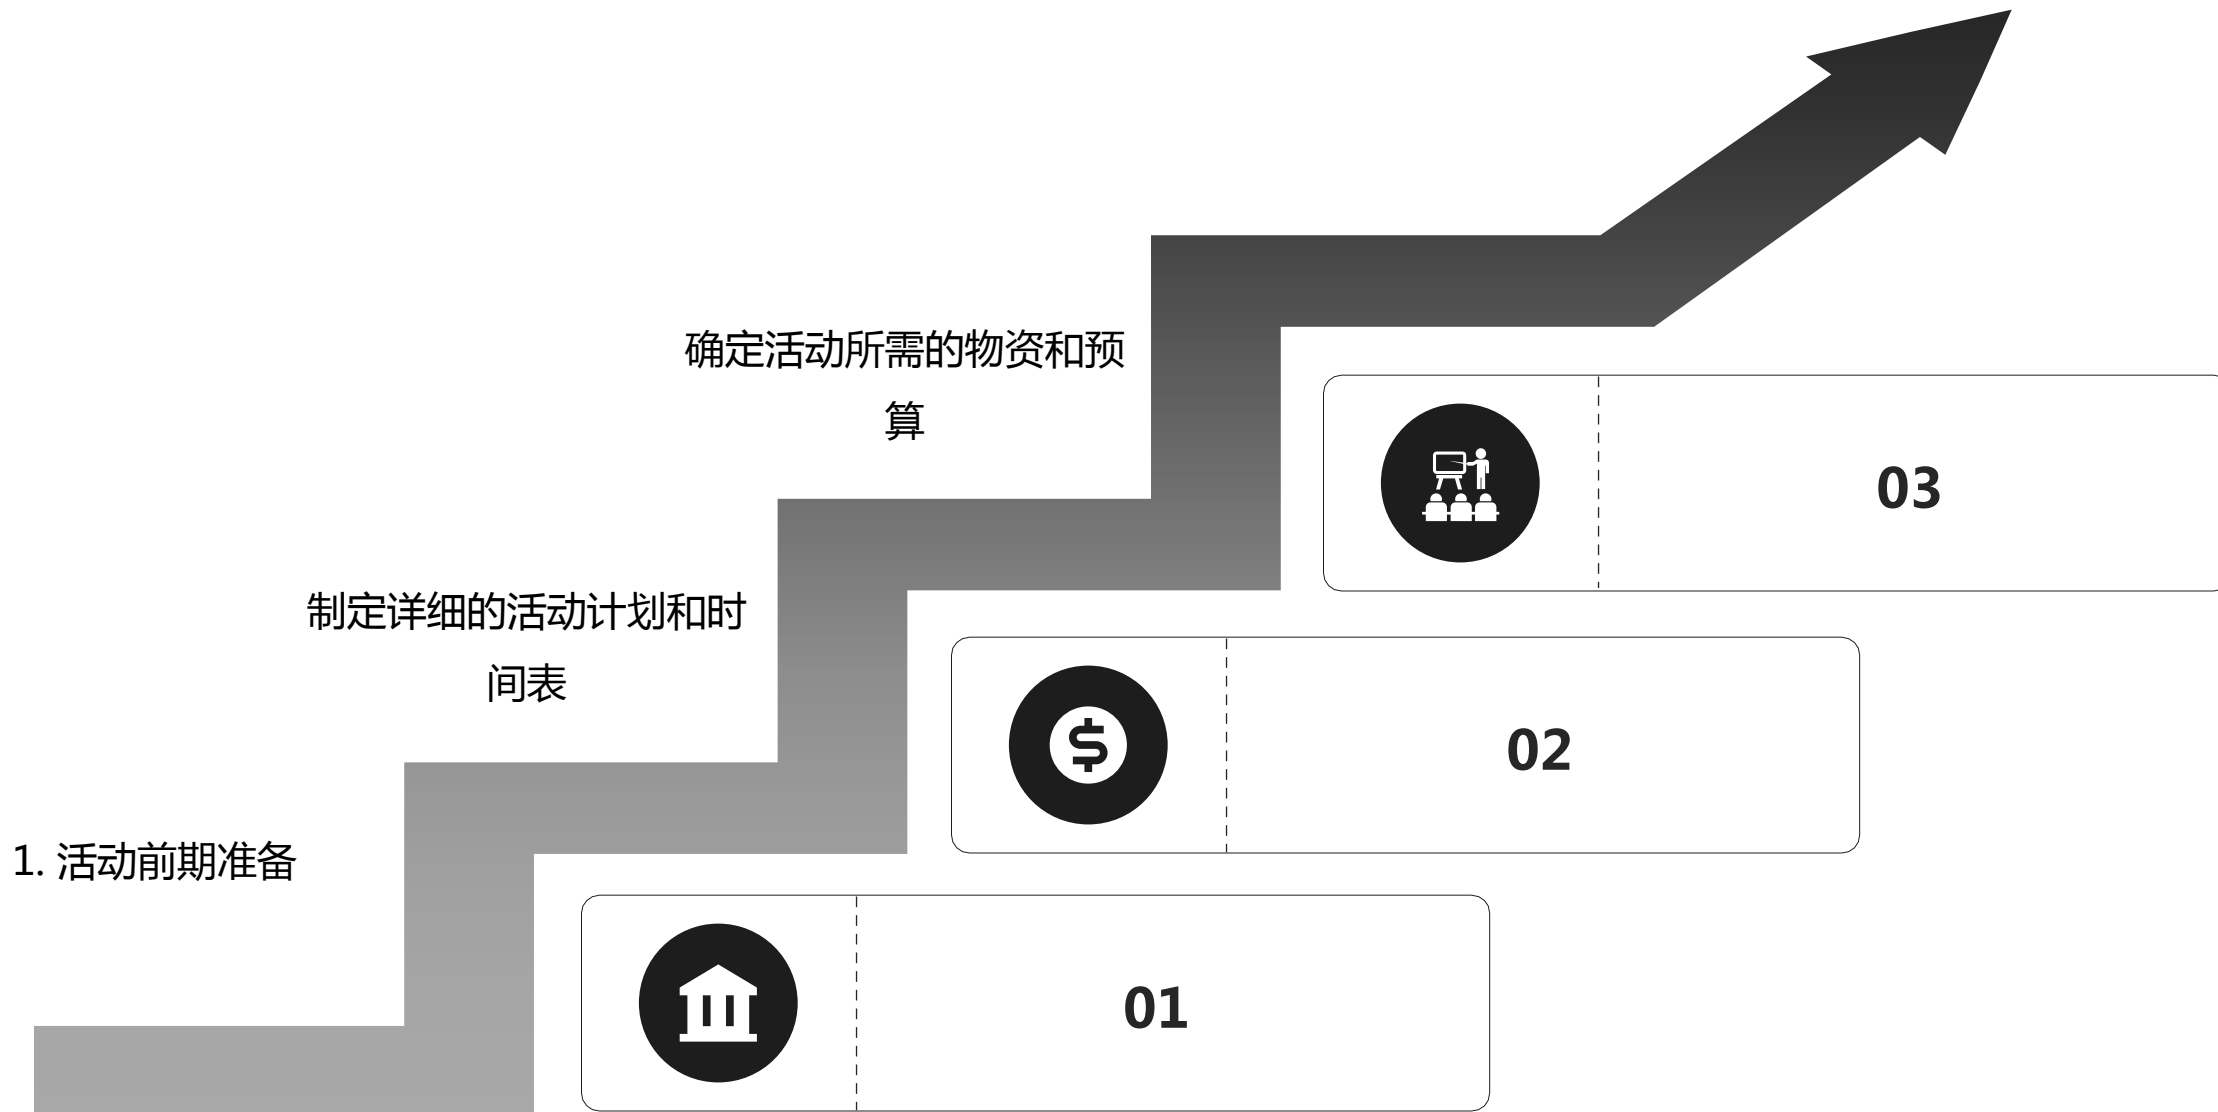 确定活动所需的物资和预
算
03
制定详细的活动计划和时
间表
02
1. 活动前期准备
01